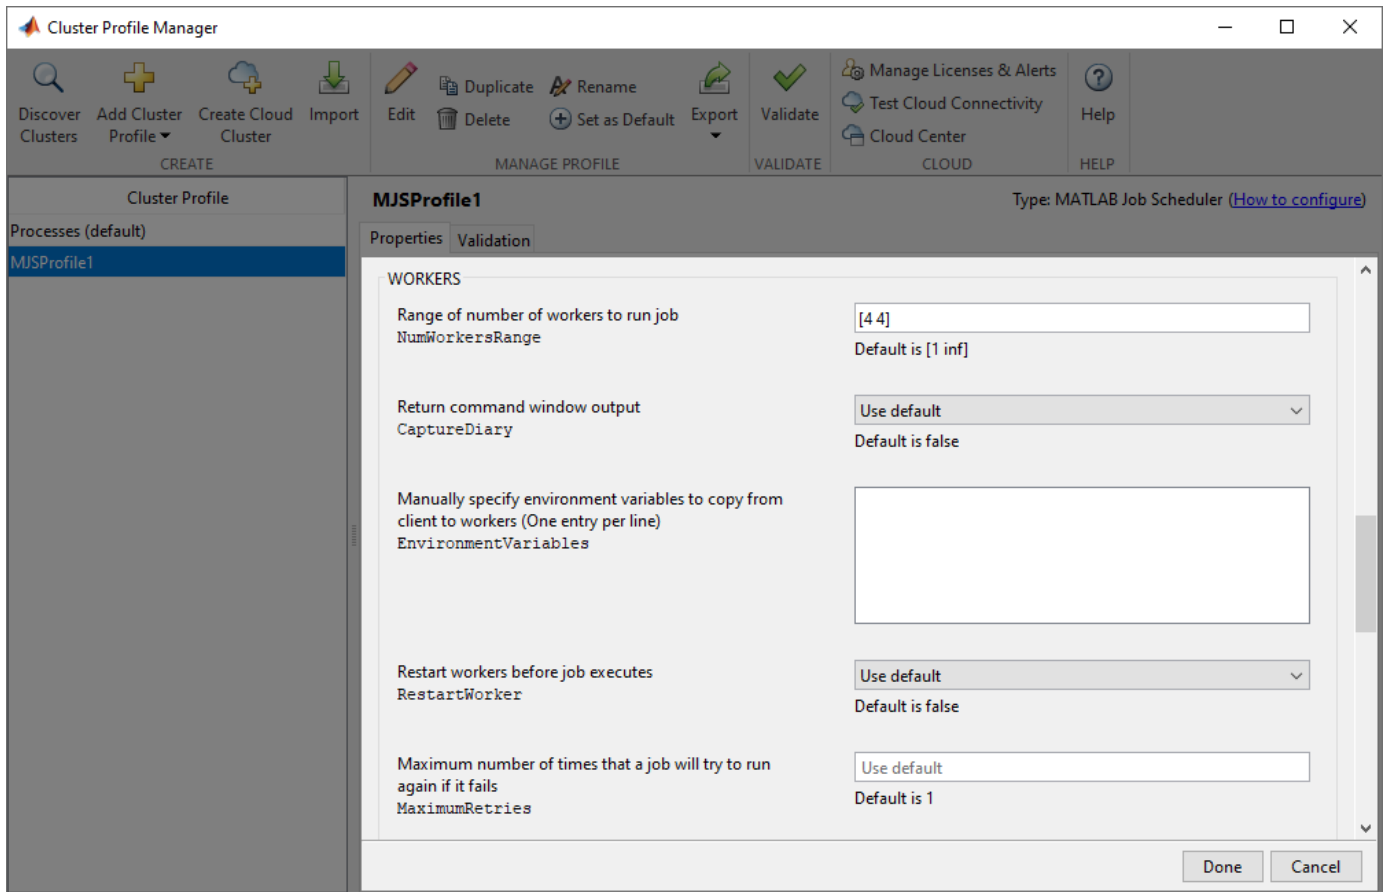 Cluster Profile Manager
Discover Clusters
Add Cluster Profile
Create Cloud Cluster
Import
CREATE
Edit
Duplicate
Delete
Rename
Set as Default
Export
MANAGE PROFILE
Validate
VALIDATE
Manage Licenses & Alerts
Test Cloud Connectivity
Cloud Center
CLOUD
Help
HELP
Cluster Profile
Processes (default)
MJSProfile1
MJSProfile1
Type: MATLAB Job Scheduler (How to configure)
Properties
Validation
WORKERS
Range of number of workers to run job
NumWorkersRange
[4 4]
Default is [1 inf]
Return command window output
CaptureDiary
Use default
Default is false
Manually specify environment variables to copy from
client to workers (One entry per line)
EnvironmentVariables
Restart workers before job executes
RestartWorker
Use default
Default is false
Maximum number of times that a job will try to run
again if it fails
MaximumRetries
Use default
Default is 1
Done
Cancel